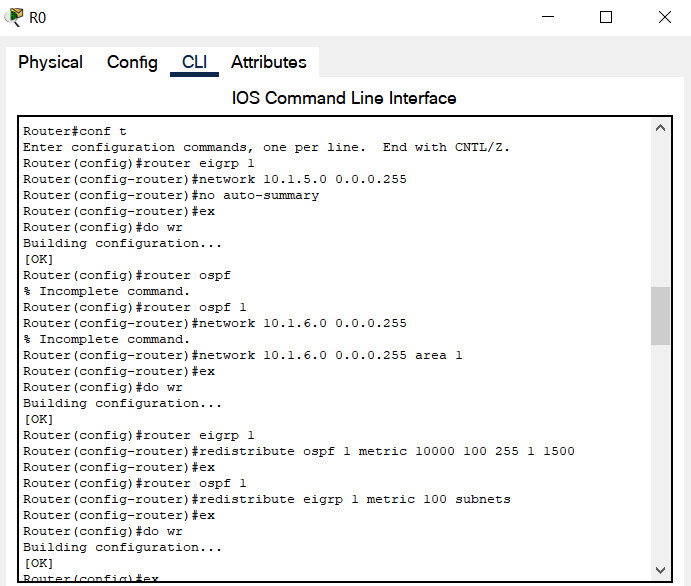 R0
Physical Config CLI Attributes
IOS Command Line Interface
Router#conf t
Enter configuration commands, one per line.  End with CNTL/Z.
Router(config)#router eigrp 1
Router(config-router)#network 10.1.5.0 0.0.0.255
Router(config-router)#no auto-summary
Router(config-router)#ex
Router(config)#do wr
Building configuration...
[OK]
Router(config)#router ospf
% Incomplete command.
Router(config)#router ospf 1
Router(config-router)#network 10.1.6.0 0.0.0.255
% Incomplete command.
Router(config-router)#network 10.1.6.0 0.0.0.255 area 1
Router(config-router)#ex
Router(config)#do wr
Building configuration...
[OK]
Router(config)#router eigrp 1
Router(config-router)#redistribute ospf 1 metric 10000 100 255 1 1500
Router(config-router)#ex
Router(config)#router ospf 1
Router(config-router)#redistribute eigrp 1 metric 100 subnets
Router(config-router)#ex
Router(config)#do wr
Building configuration...
[OK]
Router(config)#ex